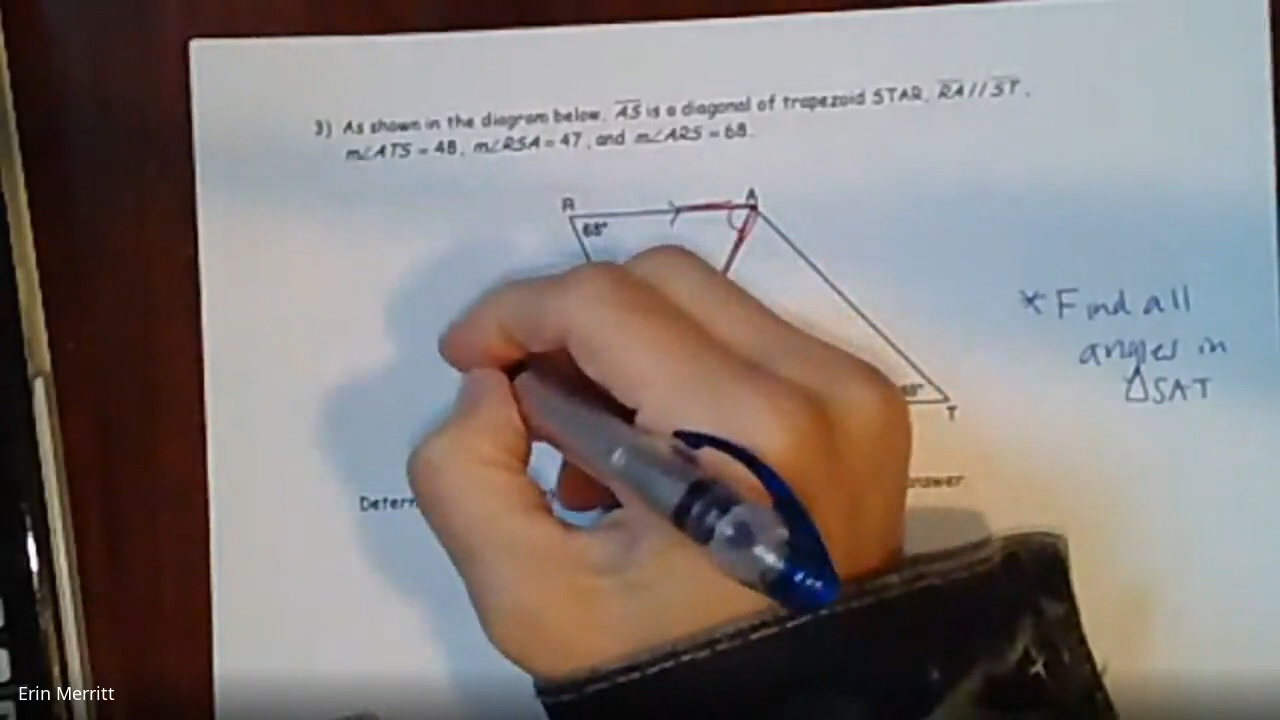 3) As shown in the diagram below, AS is a diagonal of trapezoid STAR, RA//ST,
m∠ATS = 48, m∠RSA = 47, and m∠ARS = 68.
R
A
68°
T
Determ
answer
* Find all
angles in
△SAT
Erin Merritt